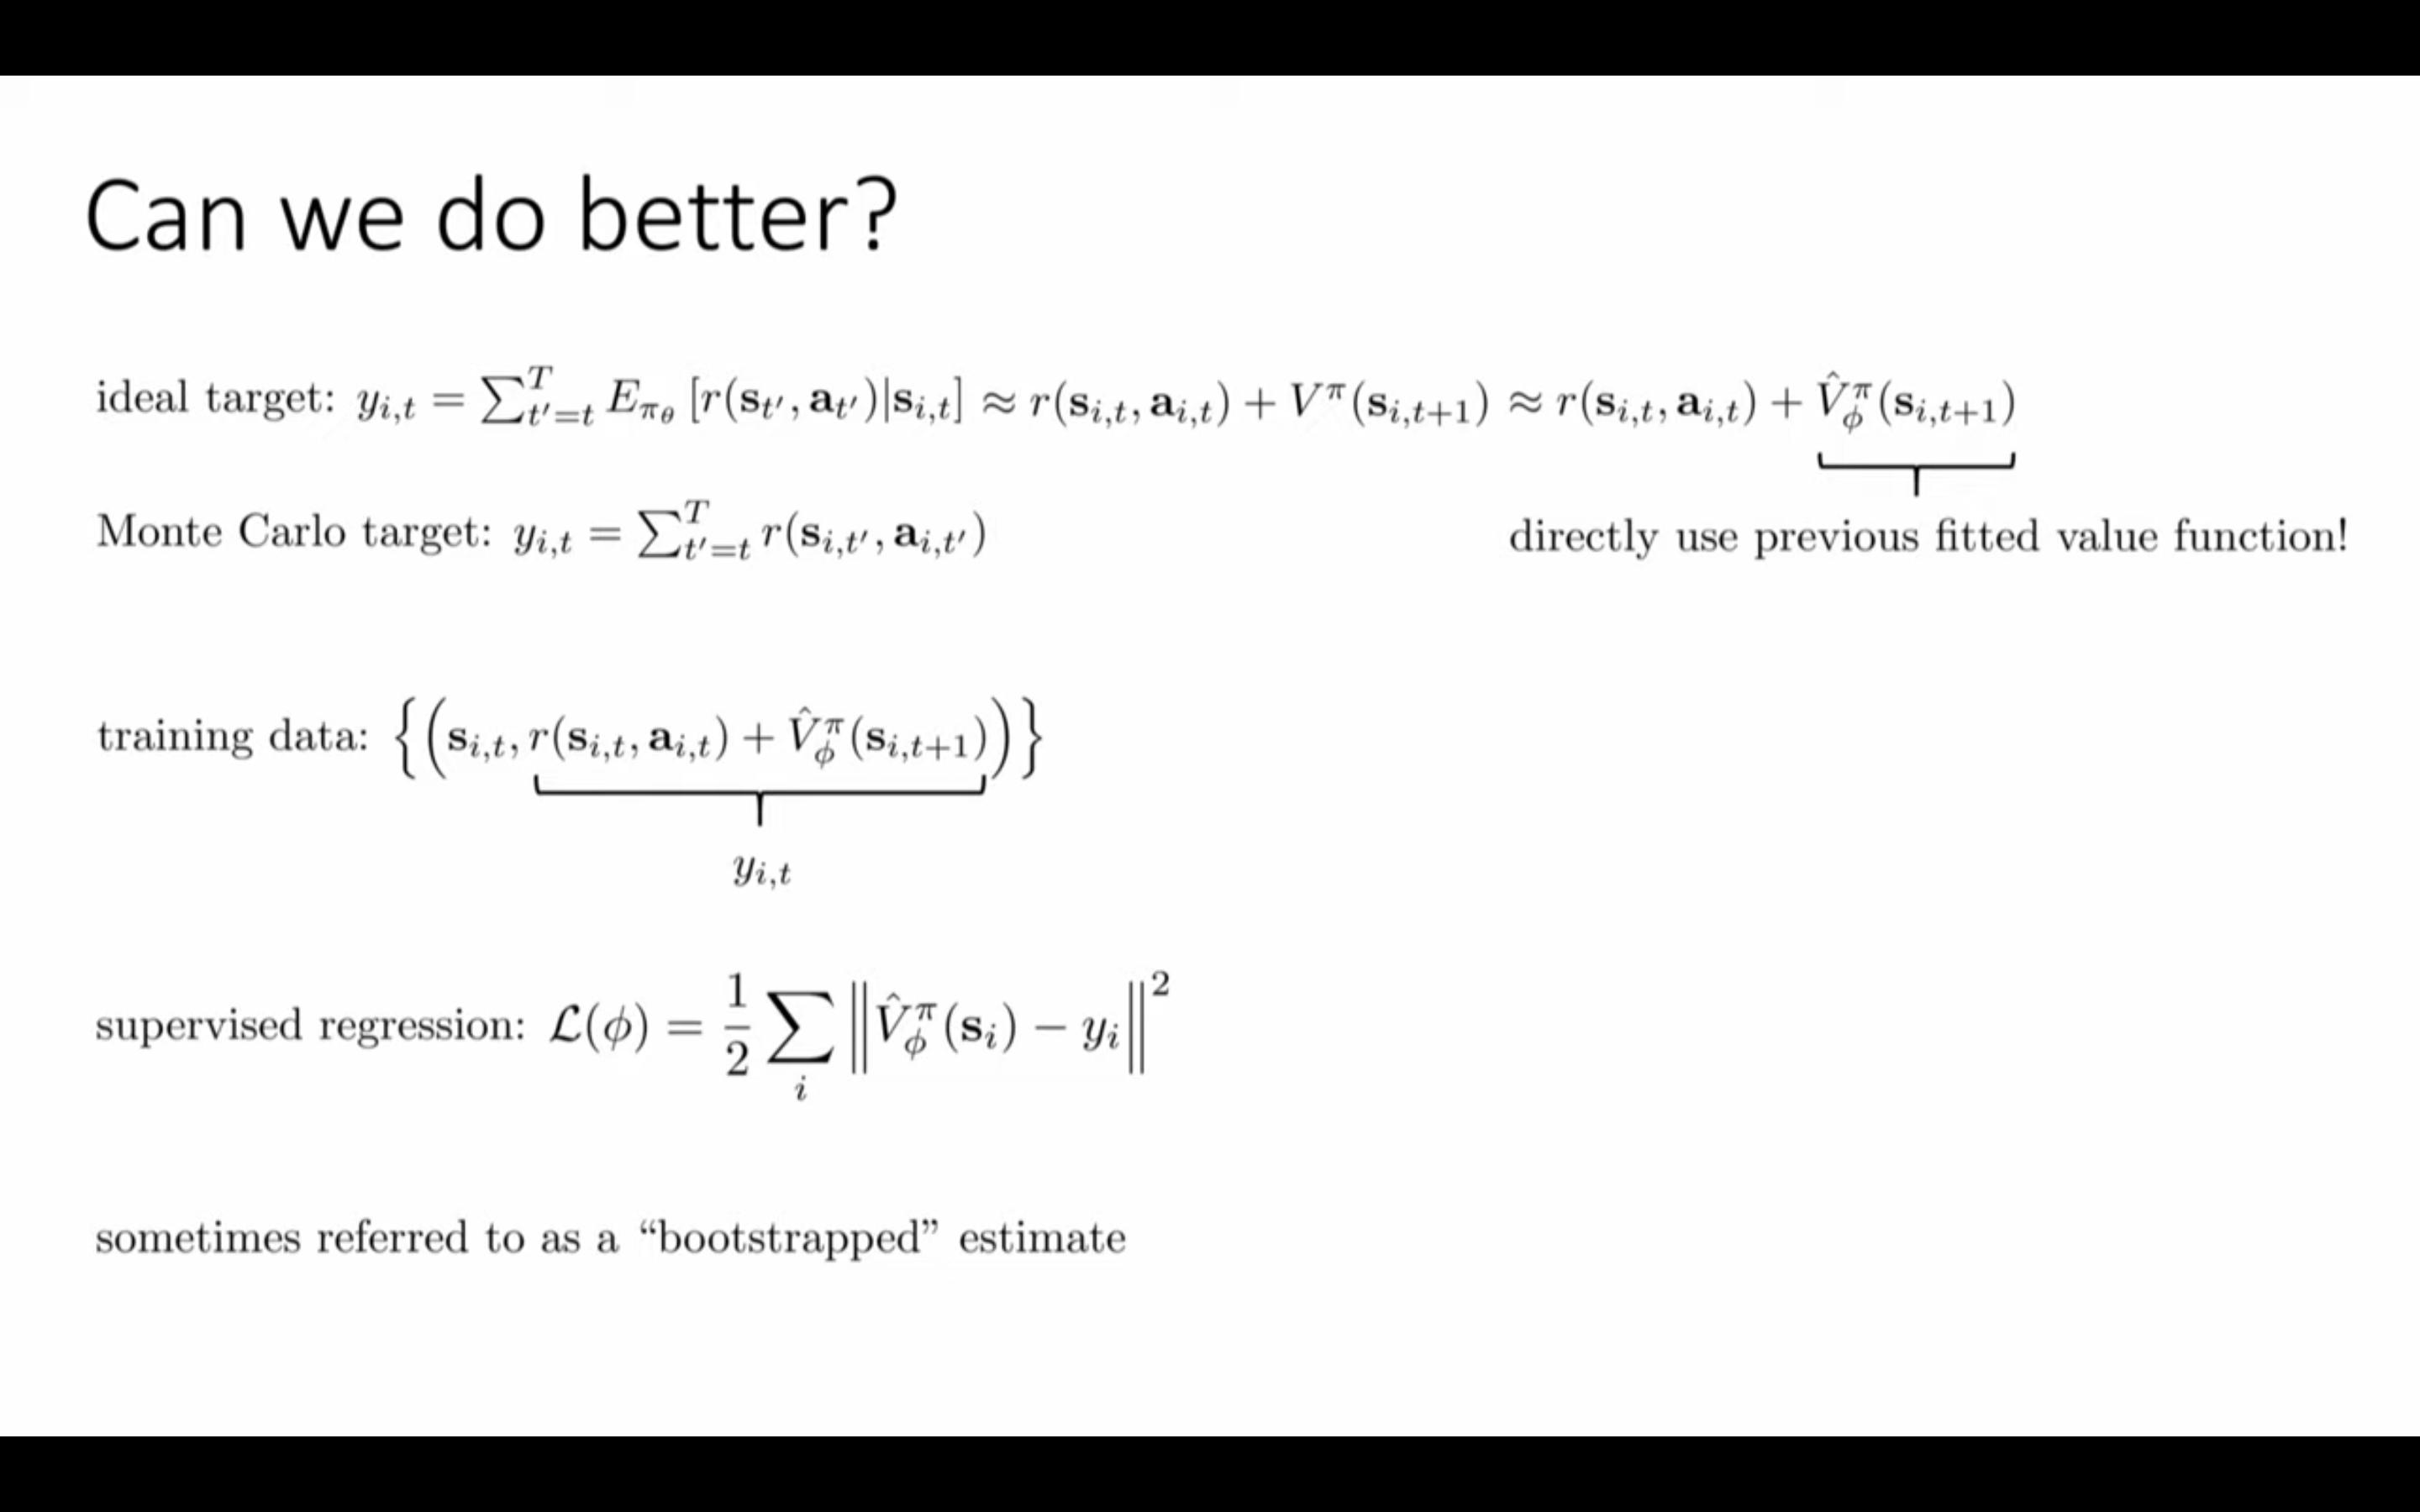 Can we do better?
ideal target: $y_{i,t} = \sum_{t'=t}^{T} E_{\pi_\theta}\left[r(\mathbf{s}_{t'}, \mathbf{a}_{t'})|\mathbf{s}_{i,t}\right] \approx r(\mathbf{s}_{i,t}, \mathbf{a}_{i,t}) + V^\pi(\mathbf{s}_{i,t+1}) \approx r(\mathbf{s}_{i,t}, \mathbf{a}_{i,t}) + \hat{V}_\phi^\pi(\mathbf{s}_{i,t+1})$
Monte Carlo target: $y_{i,t} = \sum_{t'=t}^{T} r(\mathbf{s}_{i,t'}, \mathbf{a}_{i,t'})$
directly use previous fitted value function!
training data: $\left\{\left(\mathbf{s}_{i,t}, r(\mathbf{s}_{i,t}, \mathbf{a}_{i,t}) + \hat{V}_\phi^\pi(\mathbf{s}_{i,t+1})\right)\right\}$
$y_{i,t}$
supervised regression: $\mathcal{L}(\phi) = \frac{1}{2} \sum_i \left\| \hat{V}_\phi^\pi(\mathbf{s}_i) - y_i \right\|^2$
sometimes referred to as a “bootstrapped” estimate